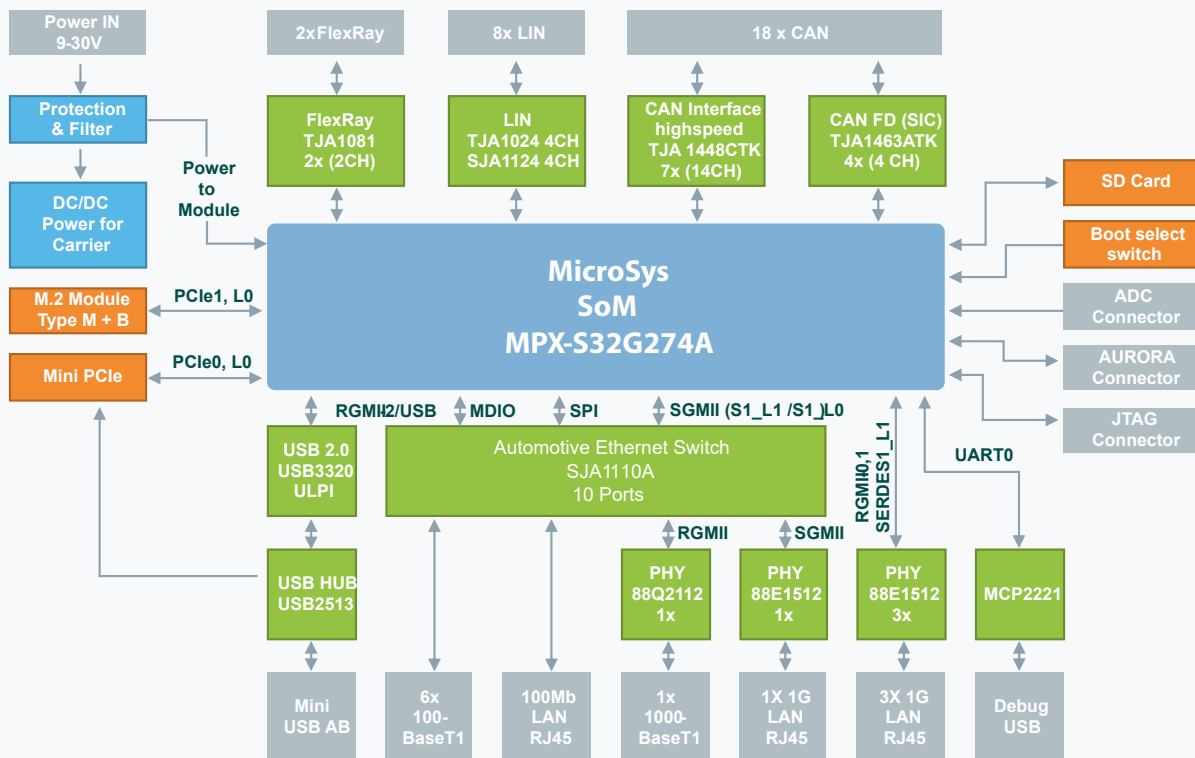 Power IN
9-30V
2xFlexRay
8x LIN
18 x CAN
Protection
& Filter
FlexRay
TJA1081
2x (2CH)
LIN
TJA1024 4CH
SJA1124 4CH
CAN Interface
highspeed
TJA 1448CTK
7x (14CH)
CAN FD (SIC)
TJA1463ATK
4x (4 CH)
Power
to
Module
DC/DC
Power for
Carrier
SD Card
Boot select
switch
MicroSys
SoM
MPX-S32G274A
M.2 Module
Type M + B
PCIe1, L0
ADC
Connector
Mini PCIe
PCIe0, L0
AURORA
Connector
JTAG
Connector
RGMII-2/USB
MDIO
SPI
SGMII (S1_L1 /S1_)L0
USB 2.0
USB3320
ULPI
Automotive Ethernet Switch
SJA1110A
10 Ports
RGMII-0,1
SERDES1_L1
UART0
RGMII
SGMII
USB HUB
USB2513
PHY
88Q2112
1x
PHY
88E1512
1x
PHY
88E1512
3x
MCP2221
Mini
USB AB
6x
100-
BaseT1
100Mb
LAN
RJ45
1x
1000-
BaseT1
1X 1G
LAN
RJ45
3X 1G
LAN
RJ45
Debug
USB